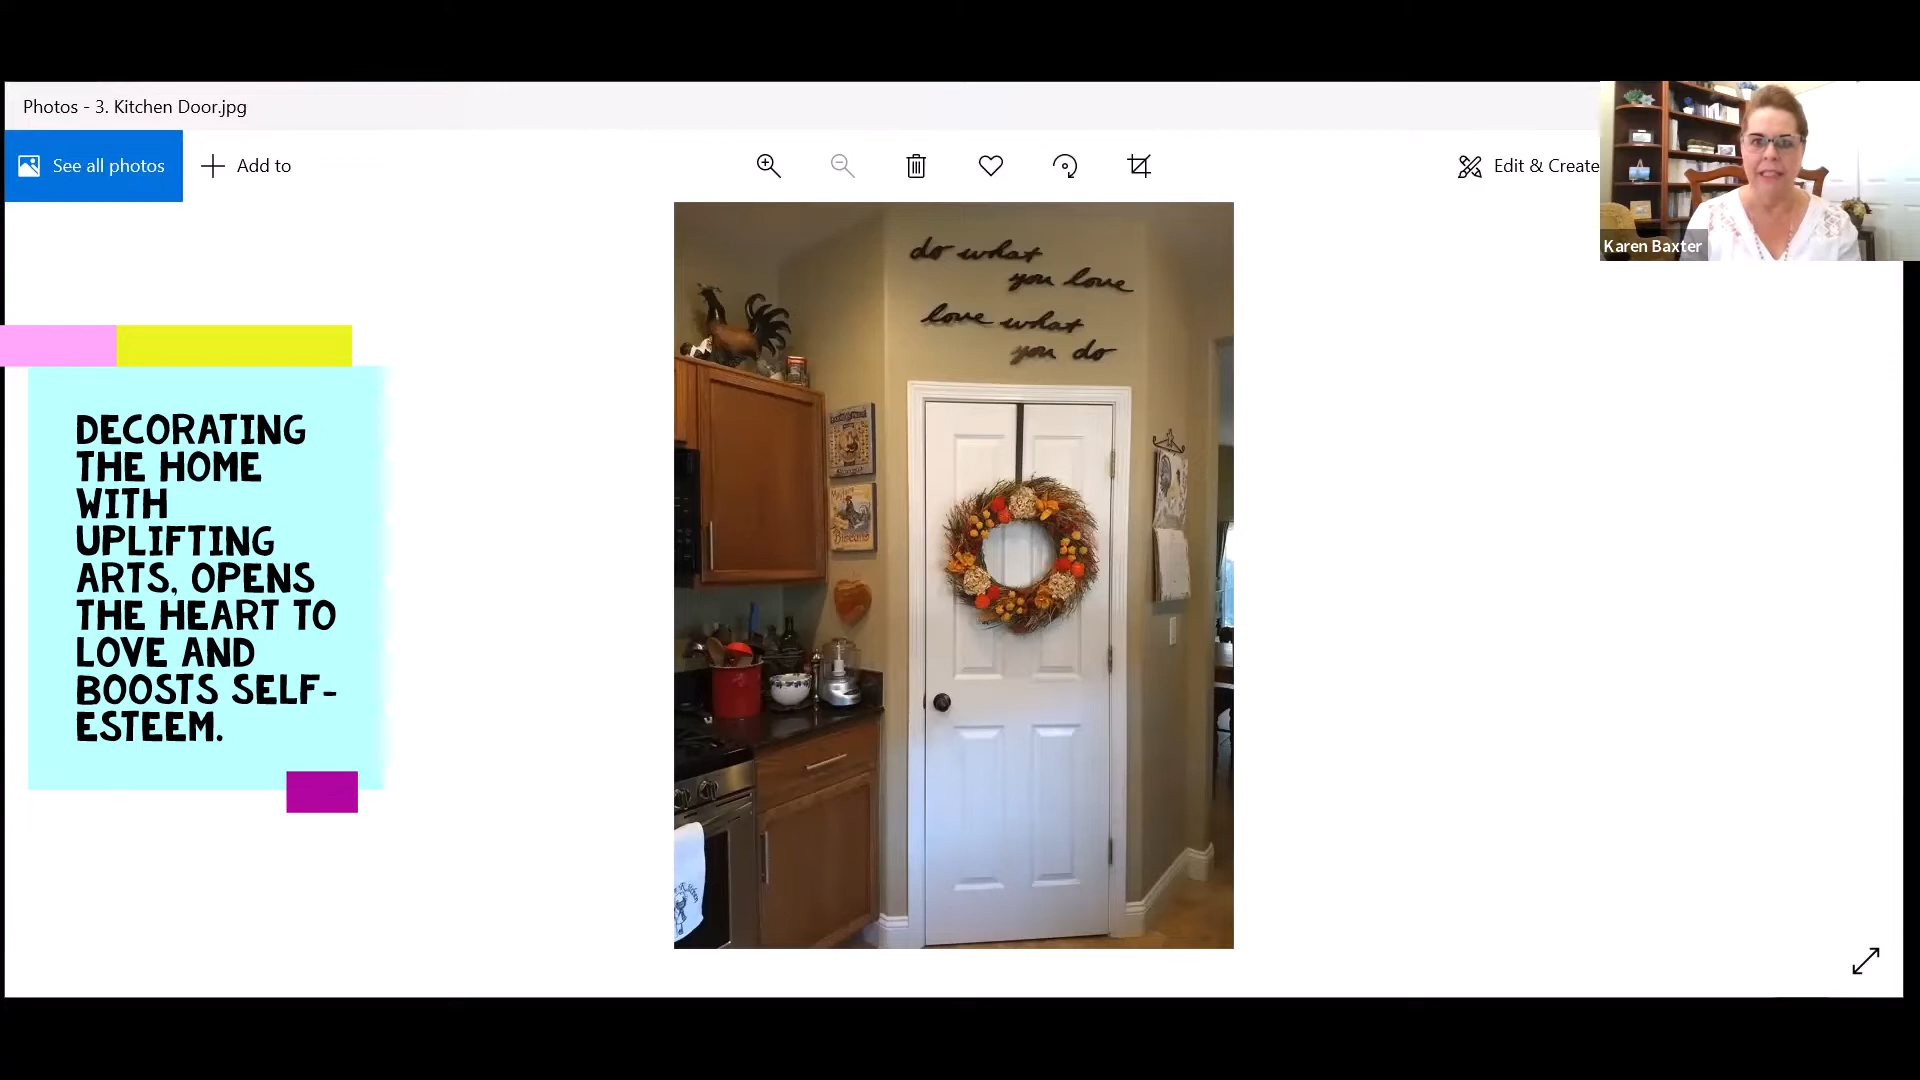 Photos - 3. Kitchen Door.jpg
See all photos
Add to
Edit & Create
Karen Baxter
do what
you love
love what
you do
DECORATING
THE HOME
WITH
UPLIFTING
ARTS, OPENS
THE HEART TO
LOVE AND
BOOSTS SELF-
ESTEEM.
Biscuits